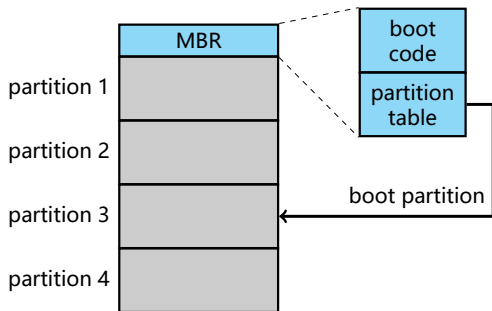 MBR
boot
code
partition
table
partition 1
partition 2
partition 3
partition 4
boot partition